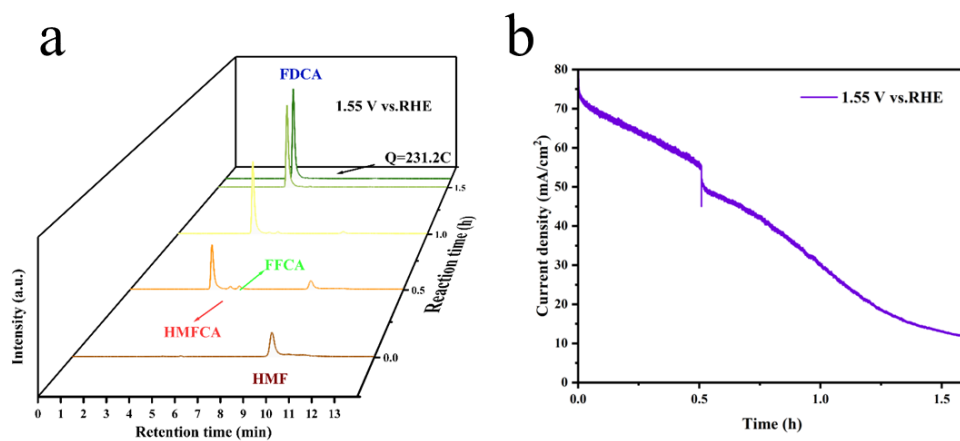 a
FDCA
1.55 V vs.RHE
Q=231.2C
1.5
1.0
0.5
0.0
Reaction time (h)
FFCA
HMFCA
HMF
Intensity (a.u.)
0 1 2 3 4 5 6 7 8 9 10 11 12 13
Retention time (min)
b
80
70
60
50
40
30
20
10
0
Current density (mA/cm²)
1.55 V vs.RHE
0.0 0.5 1.0 1.5
Time (h)